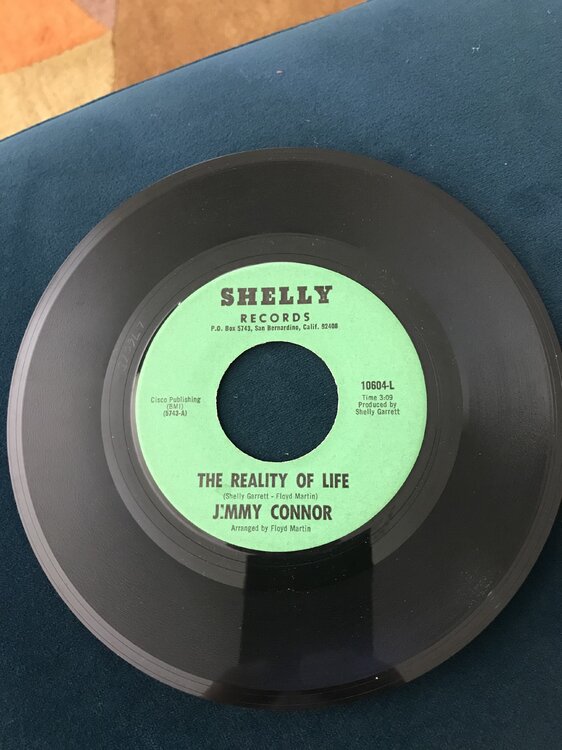 SHELLY
RECORDS
P.O. Box 5743, San Bernardino, Calif. 92408
Cisco Publishing
(BMI)
(5743-A)
10604-L
Time 3:09
Produced by
Shelly Garrett
THE REALITY OF LIFE
(Shelly Garrett - Floyd Martin)
J:MMY CONNOR
Arranged by Floyd Martin